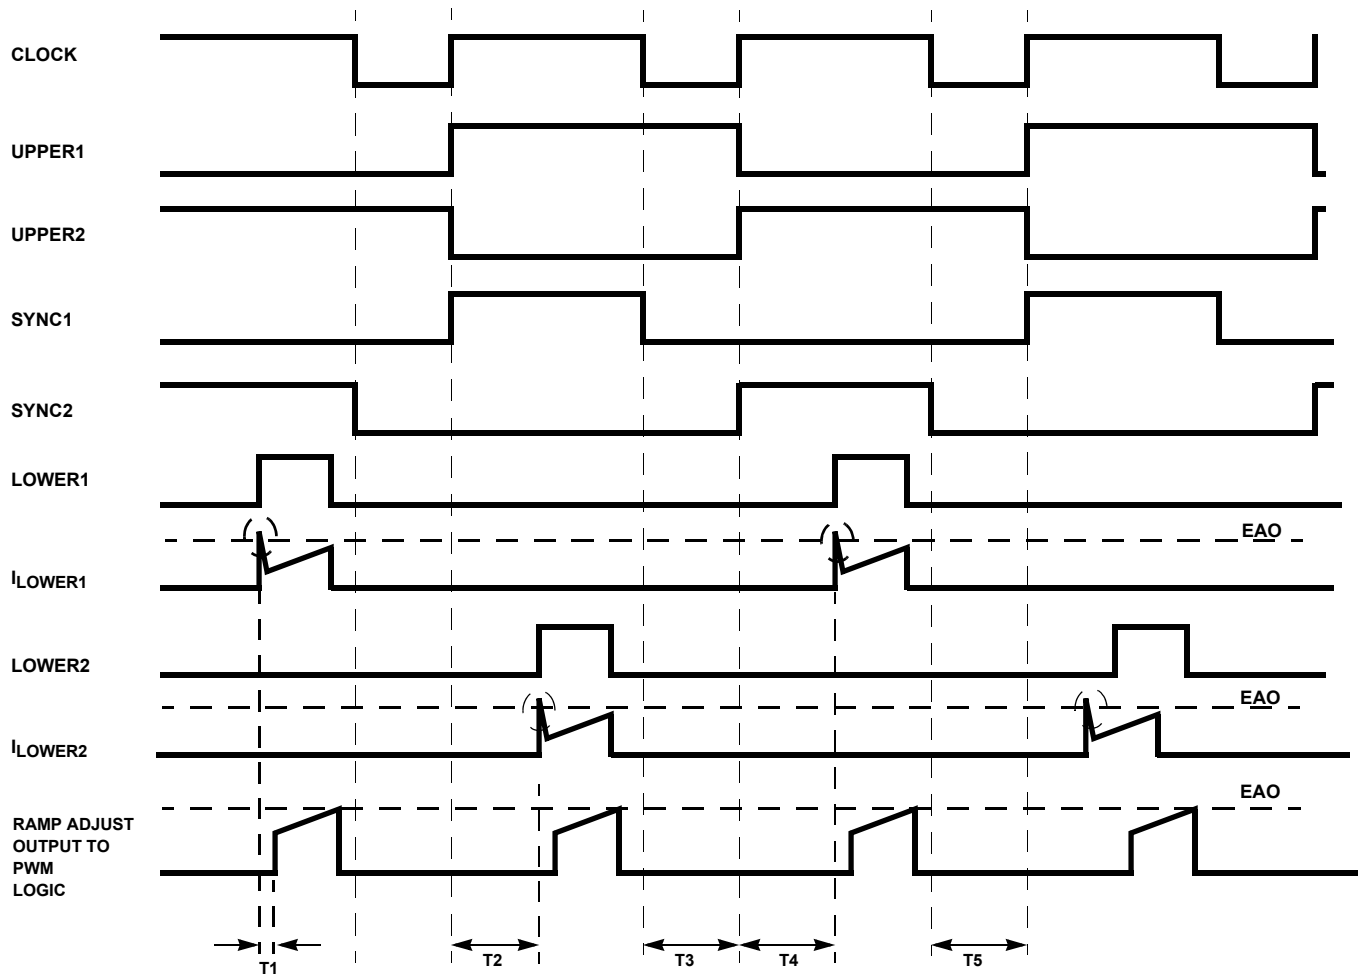 CLOCK
UPPER1
UPPER2
SYNC1
SYNC2
LOWER1
EAO
ILOWER1
LOWER2
EAO
ILOWER2
EAO
RAMP ADJUST
OUTPUT TO
PWM
LOGIC
T1
T2
T3
T4
T5